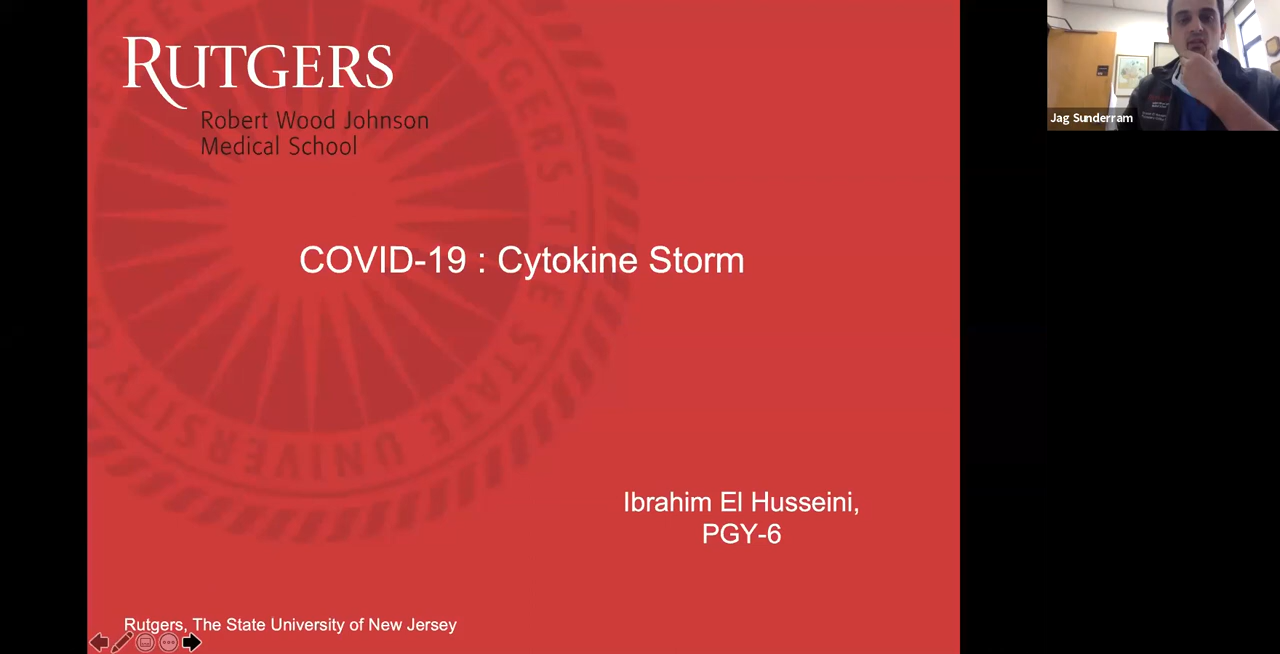 RUTGERS
Robert Wood Johnson
Medical School
COVID-19 : Cytokine Storm
Ibrahim El Husseini,
PGY-6
Rutgers, The State University of New Jersey
Jag Sunderram